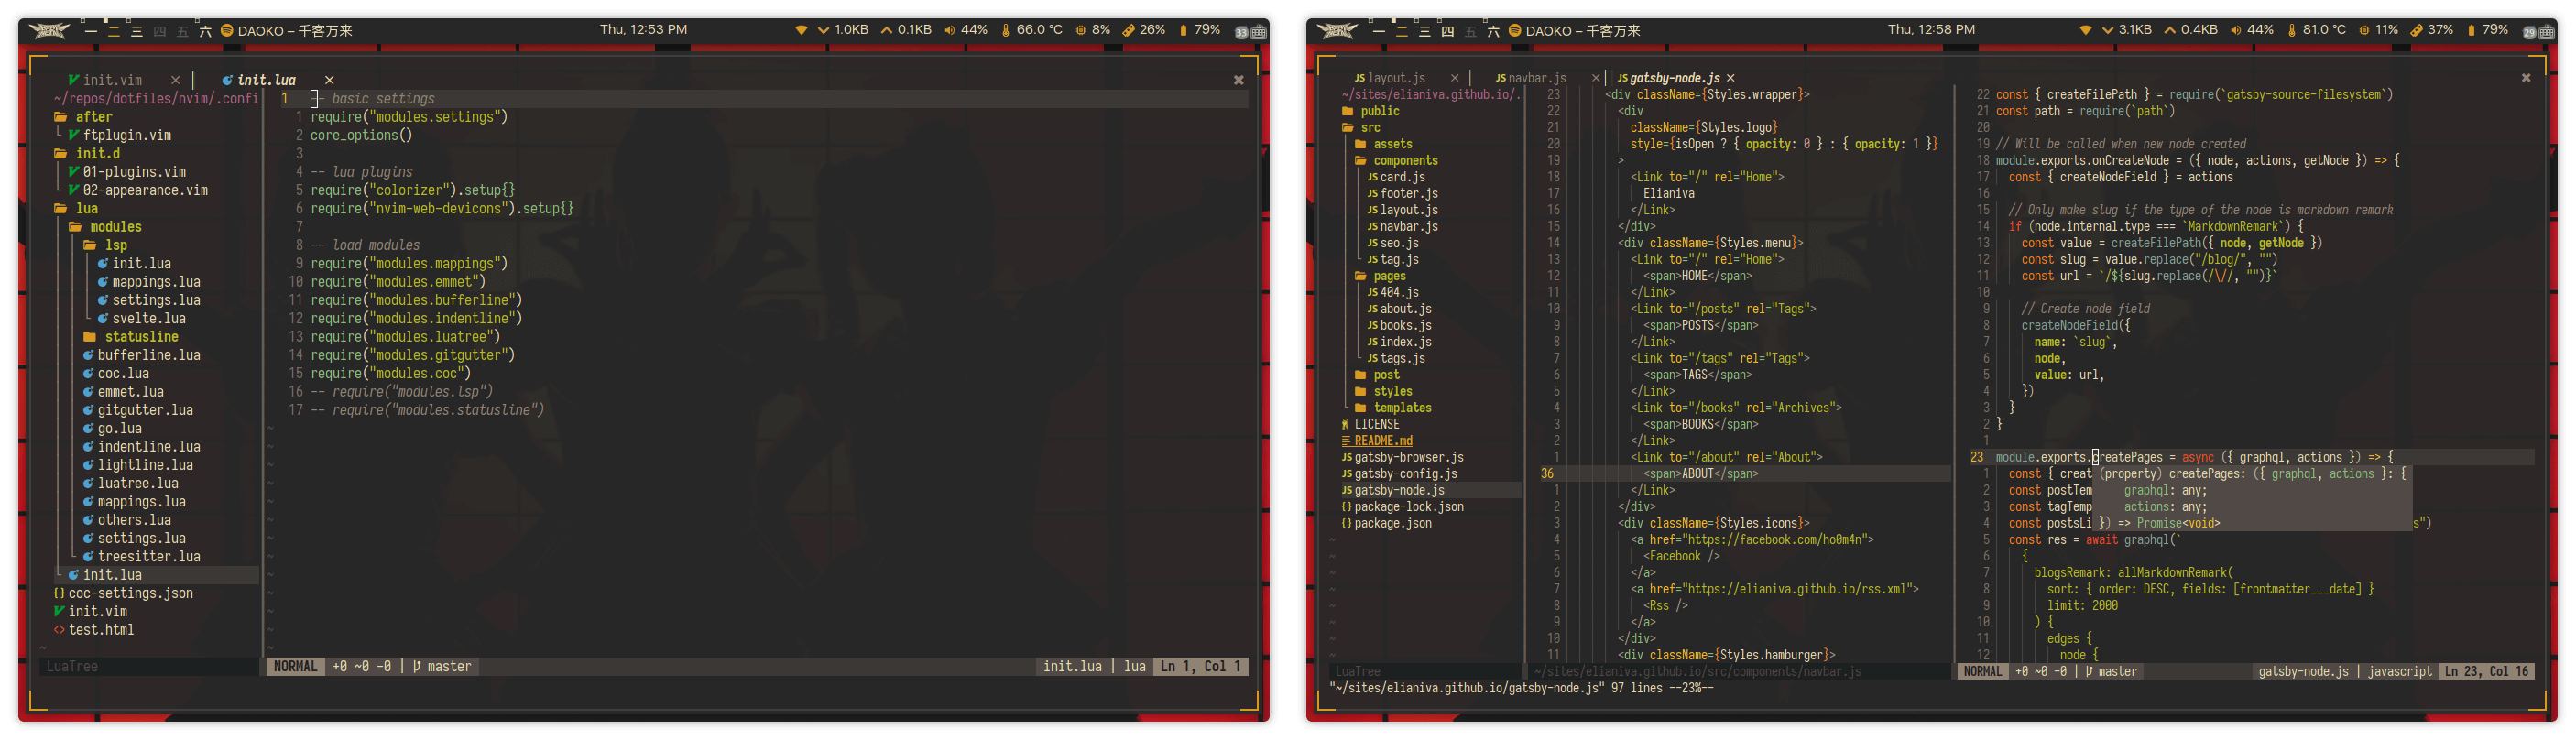 一 二 三 四 五 六 DAOKO – 千客万来 Thu, 12:53 PM 1.0KB 0.1KB 44% 66.0 °C 8% 26% 79% 33
init.vim × init.lua ×
~/repos/dotfiles/nvim/.confi
after
ftplugin.vim
init.d
01-plugins.vim
02-appearance.vim
lua
modules
lsp
init.lua
mappings.lua
settings.lua
svelte.lua
statusline
bufferline.lua
coc.lua
emmet.lua
gitgutter.lua
go.lua
indentline.lua
lightline.lua
luatree.lua
mappings.lua
others.lua
settings.lua
treesitter.lua
init.lua
{} coc-settings.json
init.vim
<> test.html
~
LuaTree
1 -- basic settings
1 require("modules.settings")
2 core_options()
3
4 -- lua plugins
5 require("colorizer").setup{}
6 require("nvim-web-devicons").setup{}
7
8 -- load modules
9 require("modules.mappings")
10 require("modules.emmet")
11 require("modules.bufferline")
12 require("modules.indentline")
13 require("modules.luatree")
14 require("modules.gitgutter")
15 require("modules.coc")
16 -- require("modules.lsp")
17 -- require("modules.statusline")
NORMAL +0 ~0 -0 | master init.lua | lua Ln 1, Col 1
一 二 三 四 五 六 DAOKO – 千客万来 Thu, 12:58 PM 3.1KB 0.4KB 44% 81.0 °C 11% 37% 79% 29
JS layout.js × JS navbar.js × JS gatsby-node.js ×
~/sites/elianiva.github.io/.
public
src
assets
components
JS card.js
JS footer.js
JS layout.js
JS navbar.js
JS seo.js
JS tag.js
pages
JS 404.js
JS about.js
JS books.js
JS index.js
JS tags.js
post
styles
templates
LICENSE
README.md
JS gatsby-browser.js
JS gatsby-config.js
JS gatsby-node.js
{} package-lock.json
{} package.json
LuaTree
23 <div className={Styles.wrapper}>
22 <div
21 className={Styles.logo}
20 style={isOpen ? { opacity: 0 } : { opacity: 1 }}
19 >
18 <Link to="/" rel="Home">
17 Elianiva
16 </Link>
15 </div>
14 <div className={Styles.menu}>
13 <Link to="/" rel="Home">
12 <span>HOME</span>
11 </Link>
10 <Link to="/posts" rel="Tags">
9 <span>POSTS</span>
8 </Link>
7 <Link to="/tags" rel="Tags">
6 <span>TAGS</span>
5 </Link>
4 <Link to="/books" rel="Archives">
3 <span>BOOKS</span>
2 </Link>
1 <Link to="/about" rel="About">
36 <span>ABOUT</span>
1 </Link>
2 </div>
3 <div className={Styles.icons}>
4 <a href="https://facebook.com/ho0m4n">
5 <Facebook />
6 </a>
7 <a href="https://elianiva.github.io/rss.xml">
8 <Rss />
9 </a>
10 </div>
11 <div className={Styles.hamburger}>
~/sites/elianiva.github.io/src/components/navbar.js
22 const { createFilePath } = require(`gatsby-source-filesystem`)
21 const path = require(`path`)
20
19 // Will be called when new node created
18 module.exports.onCreateNode = ({ node, actions, getNode }) => {
17 const { createNodeField } = actions
16
15 // Only make slug if the type of the node is markdown remark
14 if (node.internal.type === `MarkdownRemark`) {
13 const value = createFilePath({ node, getNode })
12 const slug = value.replace("/blog/", "")
11 const url = `/${slug.replace(/\//, "")}`
10
9 // Create node field
8 createNodeField({
7 name: `slug`,
6 node,
5 value: url,
4 })
3 }
2 }
1
23 module.exports.createPages = async ({ graphql, actions }) => {
1 const { creat (property) createPages: ({ graphql, actions }: {
2 const postTem graphql: any;
3 const tagTemp actions: any;
4 const postsLi }) => Promise<void> s")
5 const res = await graphql(`
6 {
7 blogsRemark: allMarkdownRemark(
8 sort: { order: DESC, fields: [frontmatter___date] }
9 limit: 2000
10 ) {
11 edges {
12 node {
NORMAL +0 ~0 -0 | master gatsby-node.js | javascript Ln 23, Col 16
"~/sites/elianiva.github.io/gatsby-node.js" 97 lines --23%--